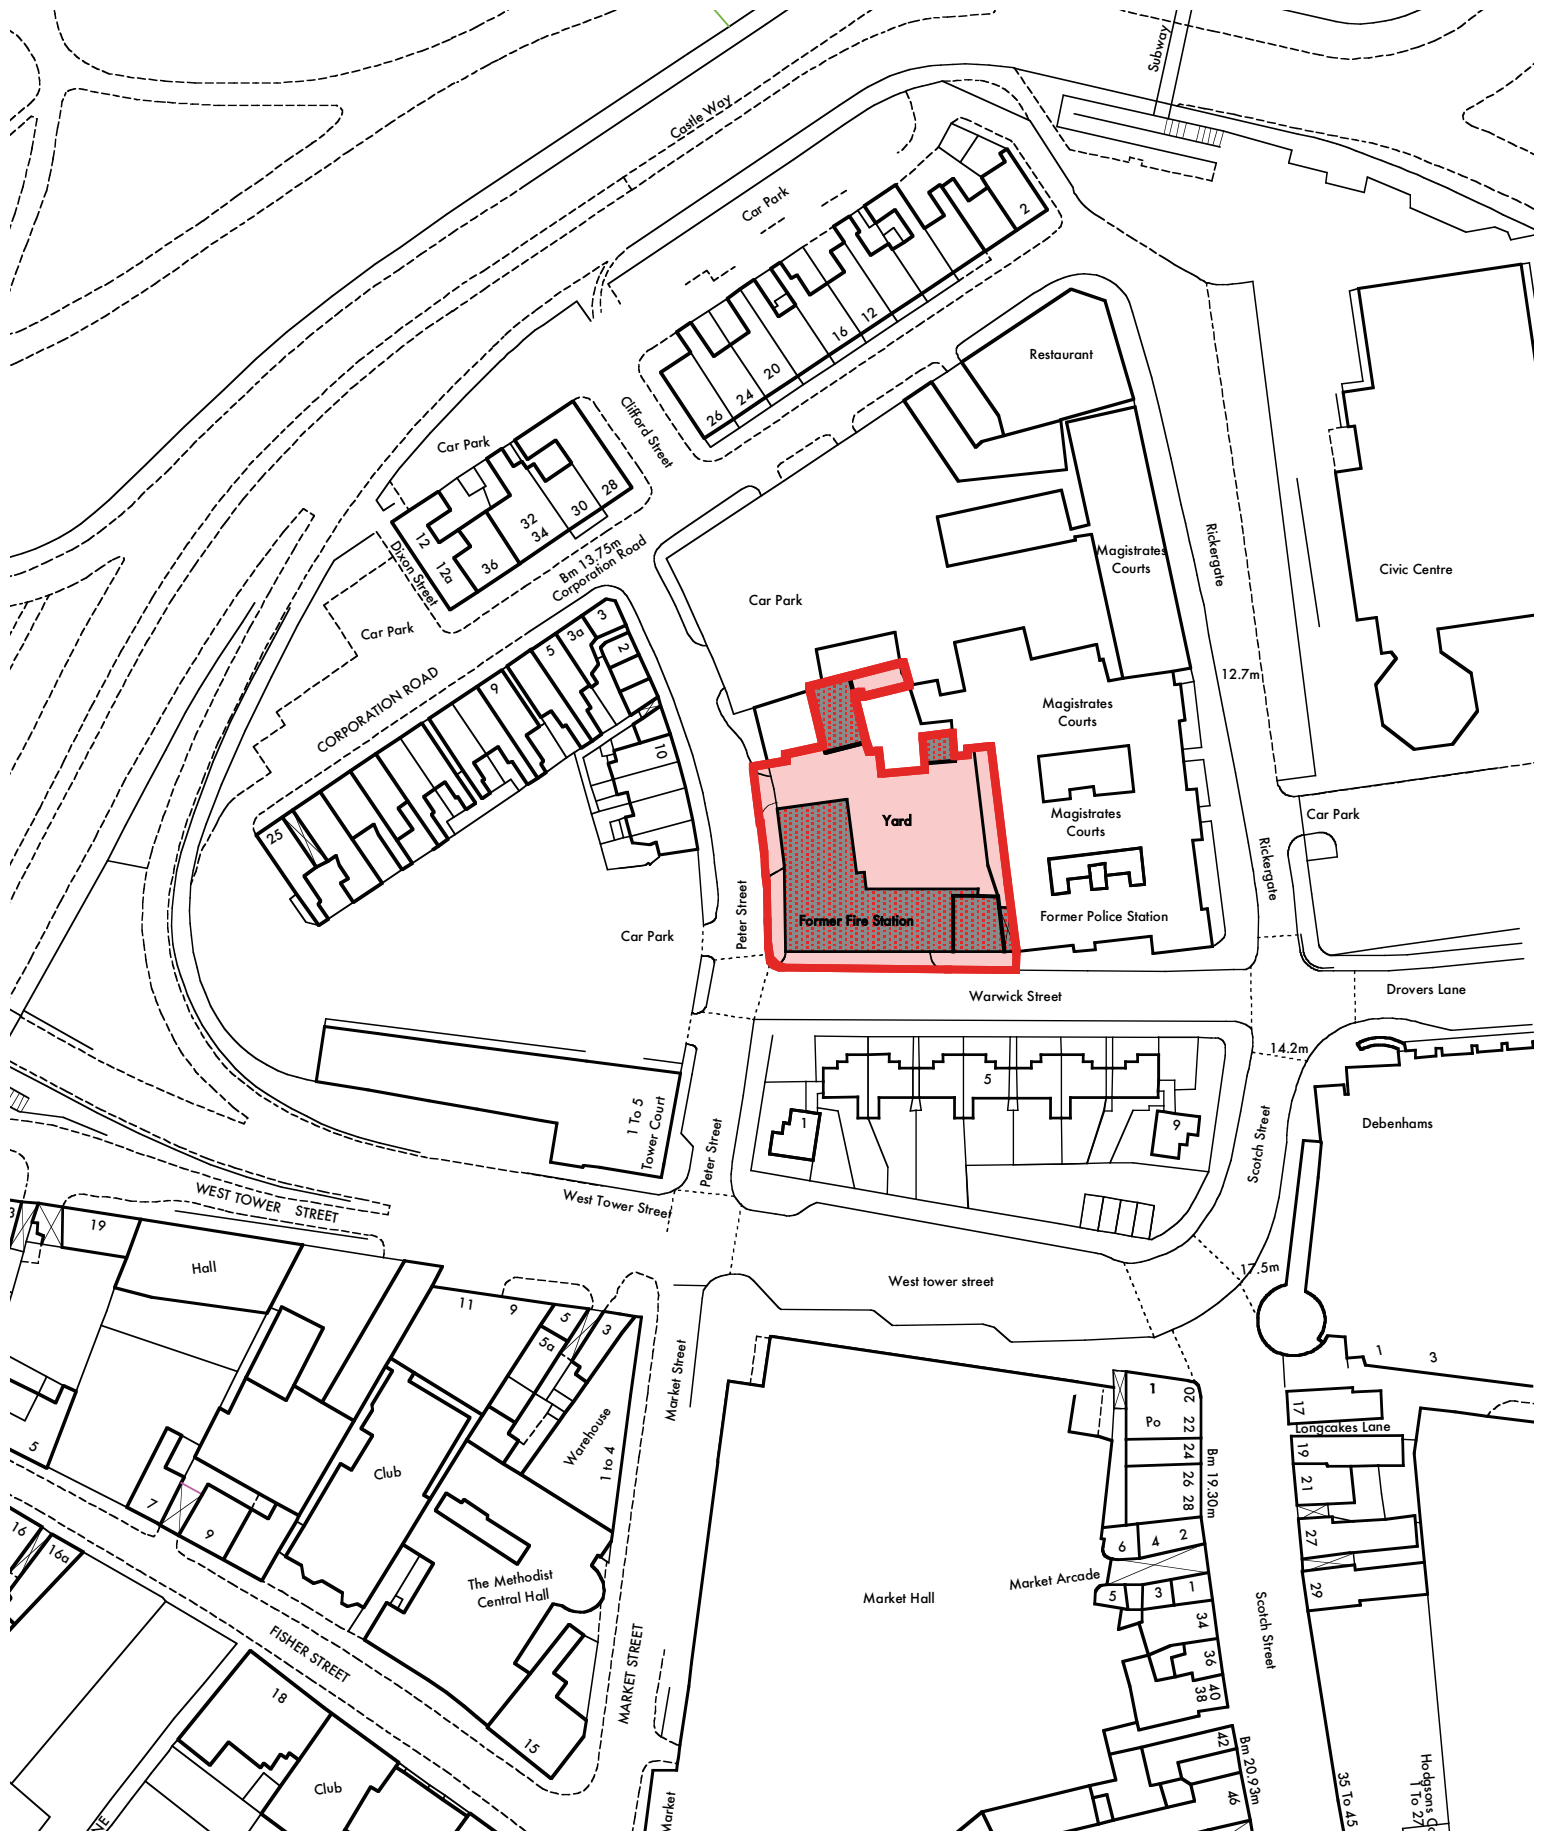 Subway
Castle Way
Car Park
2
12
16
20
24
26
Restaurant
Clifford Street
Car Park
28
30
32
34
36
12
12a
Dixon Street
Bm 13.75m
Corporation Road
Rickergate
Magistrates
Courts
Civic Centre
Car Park
Car Park
3
3a
5
2
9
CORPORATION ROAD
12.7m
Magistrates
Courts
10
Yard
Magistrates
Courts
Car Park
25
Rickergate
Peter Street
Former Fire Station
Former Police Station
Car Park
Warwick Street
Drovers Lane
14.2m
5
1
9
1 To 5
Tower Court
Peter Street
Scotch Street
Debenhams
WEST TOWER STREET
West Tower Street
3
19
Hall
West tower street
17.5m
11
9
5
5a
3
Market Street
1
3
1
Po
20
22
24
26
28
17
Longcakes Lane
19
21
Bm 19.30m
Warehouse
1 to 4
Club
5
7
9
16
16a
27
29
6
4
2
Market Arcade
5
3
1
The Methodist
Central Hall
Market Hall
34
36
40
38
Scotch Street
FISHER STREET
MARKET STREET
18
15
Club
42
Bm 20.93m
46
35 To 45
1 To 27
Market